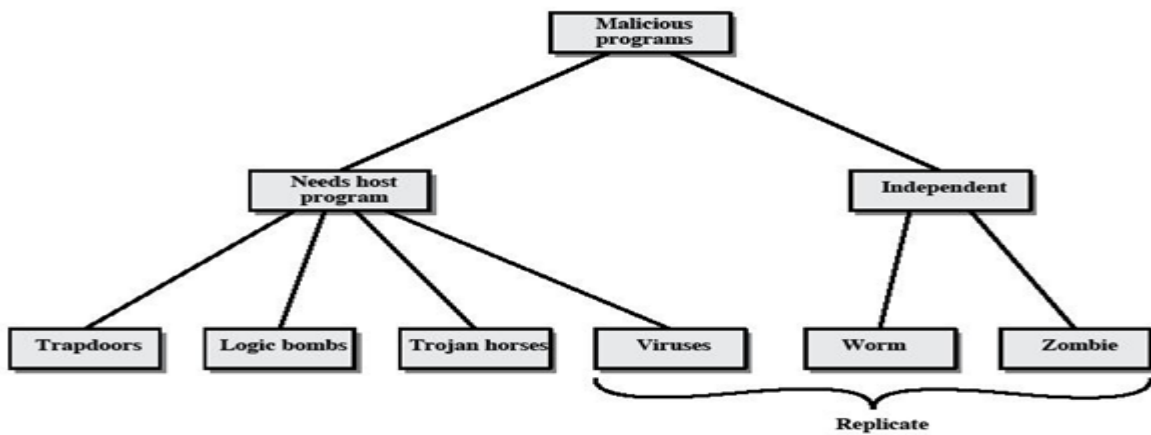 Malicious
programs
Needs host
program
Independent
Trapdoors
Logic bombs
Trojan horses
Viruses
Worm
Zombie
Replicate